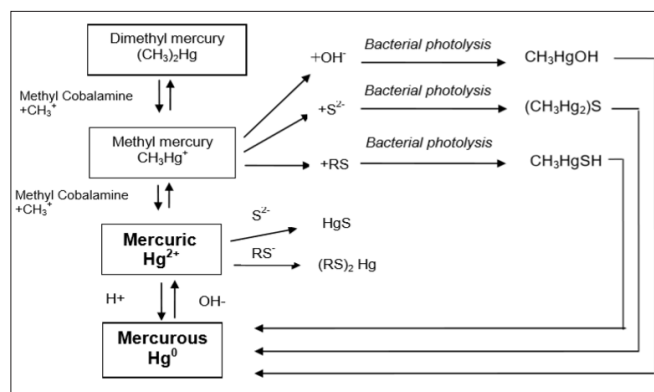 Dimethyl mercury
(CH₃)₂Hg
Methyl Cobalamine
+CH₃⁺
Methyl mercury
CH₃Hg⁺
Methyl Cobalamine
+CH₃⁺
Mercuric
Hg²⁺
H+ OH-
Mercurous
Hg⁰
+OH⁻ Bacterial photolysis CH₃HgOH
+S²⁻ Bacterial photolysis (CH₃Hg₂)S
+RS Bacterial photolysis CH₃HgSH
S²⁻ HgS
RS⁻ (RS)₂ Hg